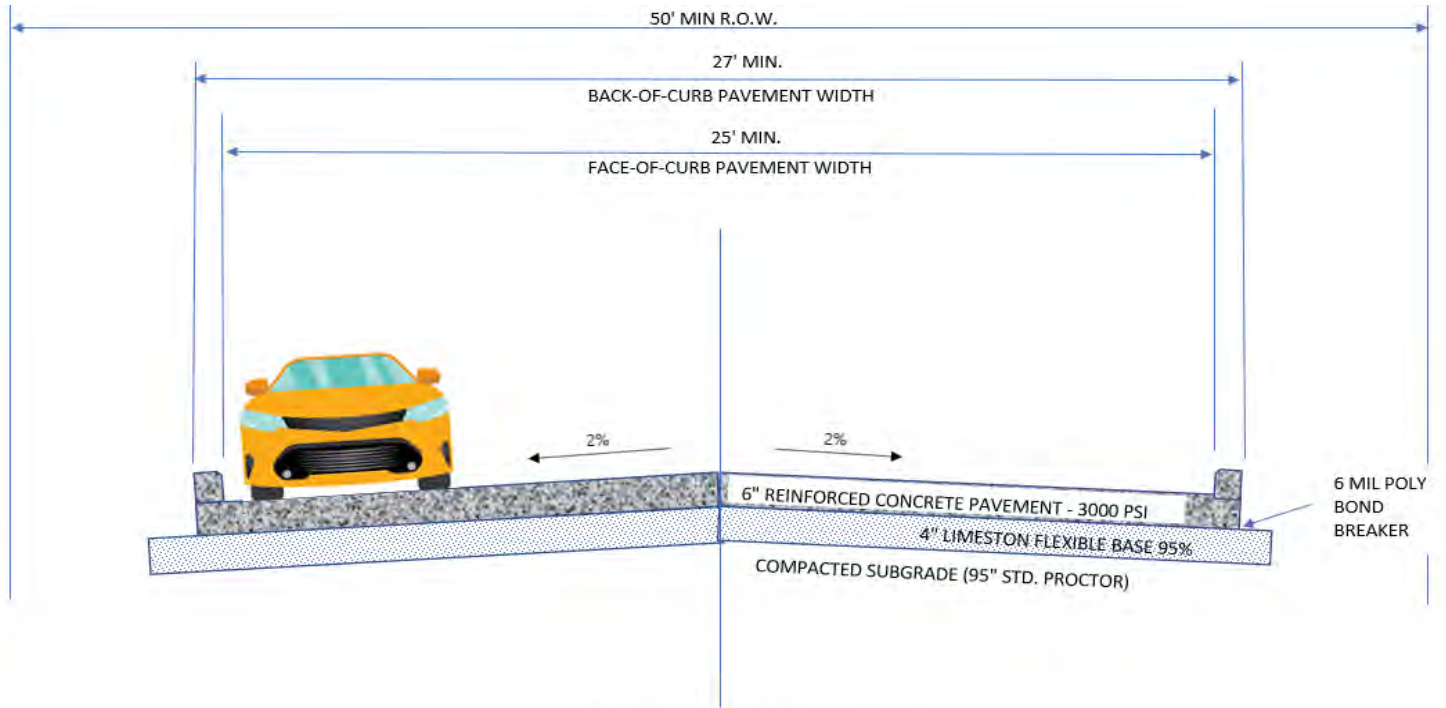 50' MIN R.O.W.
27' MIN.
BACK-OF-CURB PAVEMENT WIDTH
25' MIN.
FACE-OF-CURB PAVEMENT WIDTH
2%
2%
6" REINFORCED CONCRETE PAVEMENT - 3000 PSI
6 MIL POLY
BOND
BREAKER
4" LIMESTON FLEXIBLE BASE 95%
COMPACTED SUBGRADE (95" STD. PROCTOR)